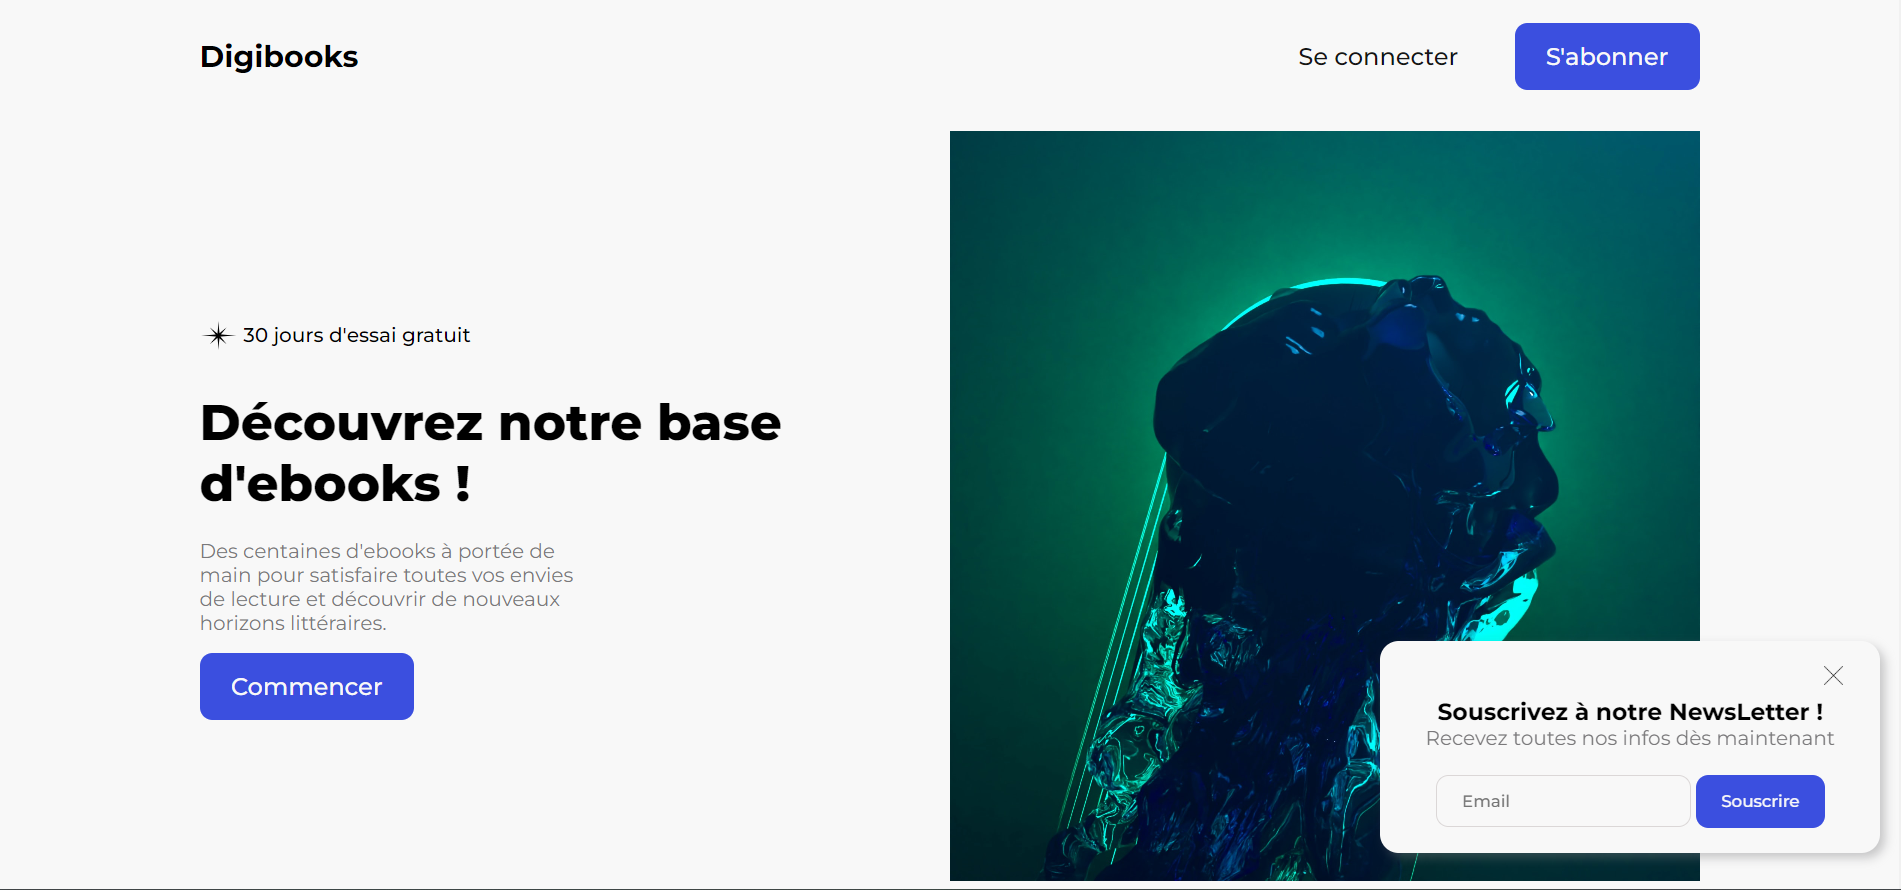 Digibooks
Se connecter
S'abonner
30 jours d'essai gratuit
Découvrez notre base
d'ebooks !
Des centaines d'ebooks à portée de
main pour satisfaire toutes vos envies
de lecture et découvrir de nouveaux
horizons littéraires.
Commencer
Souscrivez à notre NewsLetter !
Recevez toutes nos infos dès maintenant
Email
Souscrire